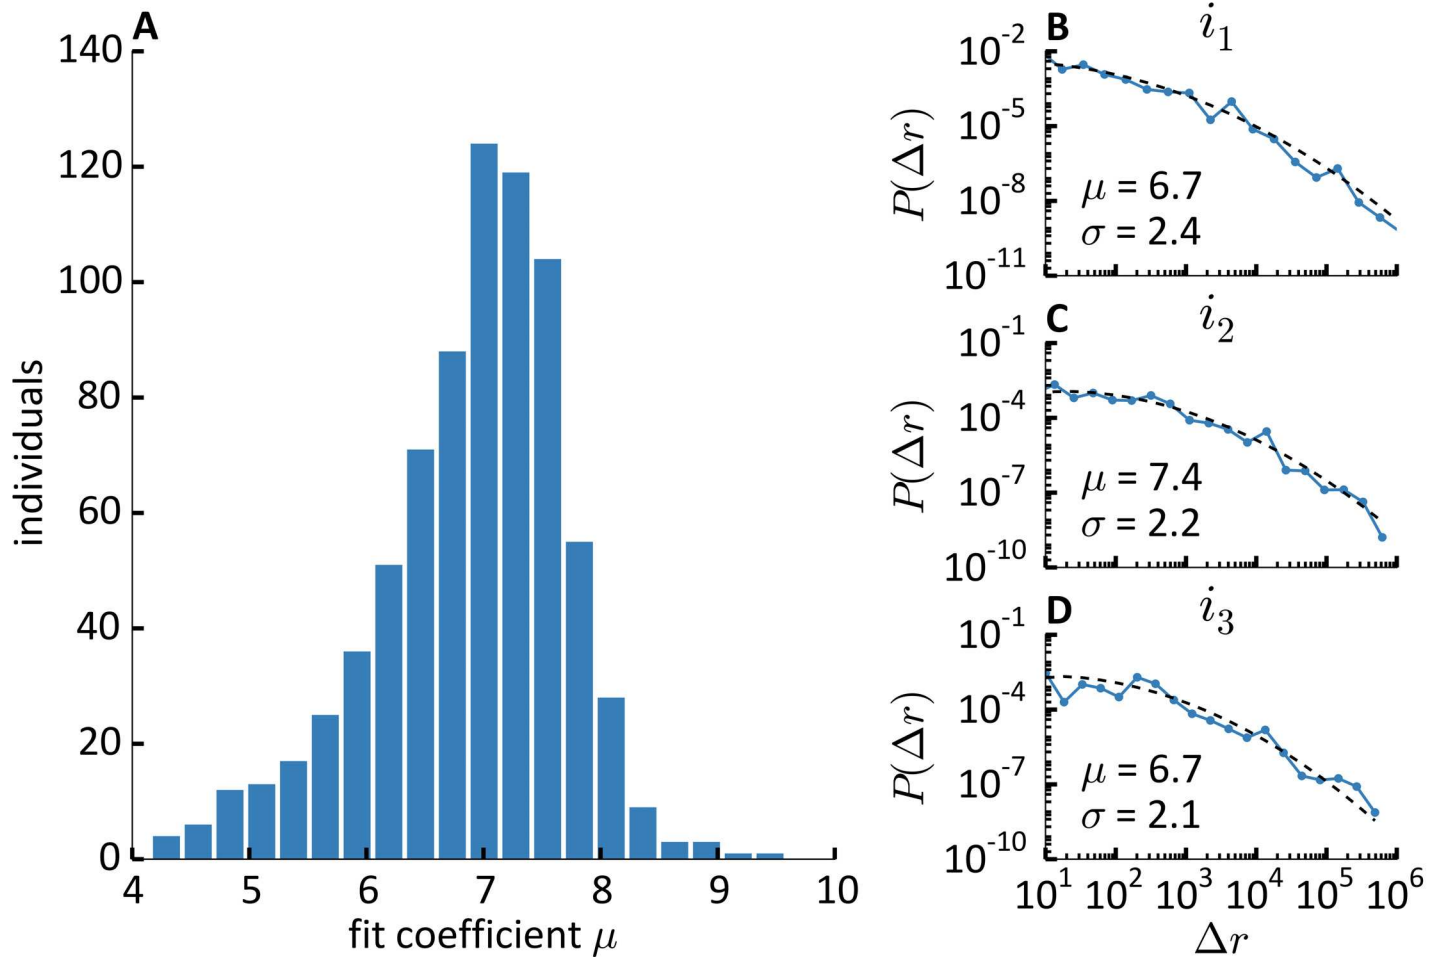 A
140
120
100
80
60
40
20
0
individuals
4 5 6 7 8 9 10
fit coefficient μ
B
i₁
10⁻²
10⁻⁵
10⁻⁸
10⁻¹¹
P(Δr)
μ = 6.7
σ = 2.4
C
i₂
10⁻¹
10⁻⁴
10⁻⁷
10⁻¹⁰
P(Δr)
μ = 7.4
σ = 2.2
D
i₃
10⁻¹
10⁻⁴
10⁻⁷
10⁻¹⁰
P(Δr)
μ = 6.7
σ = 2.1
10¹ 10² 10³ 10⁴ 10⁵ 10⁶
Δr